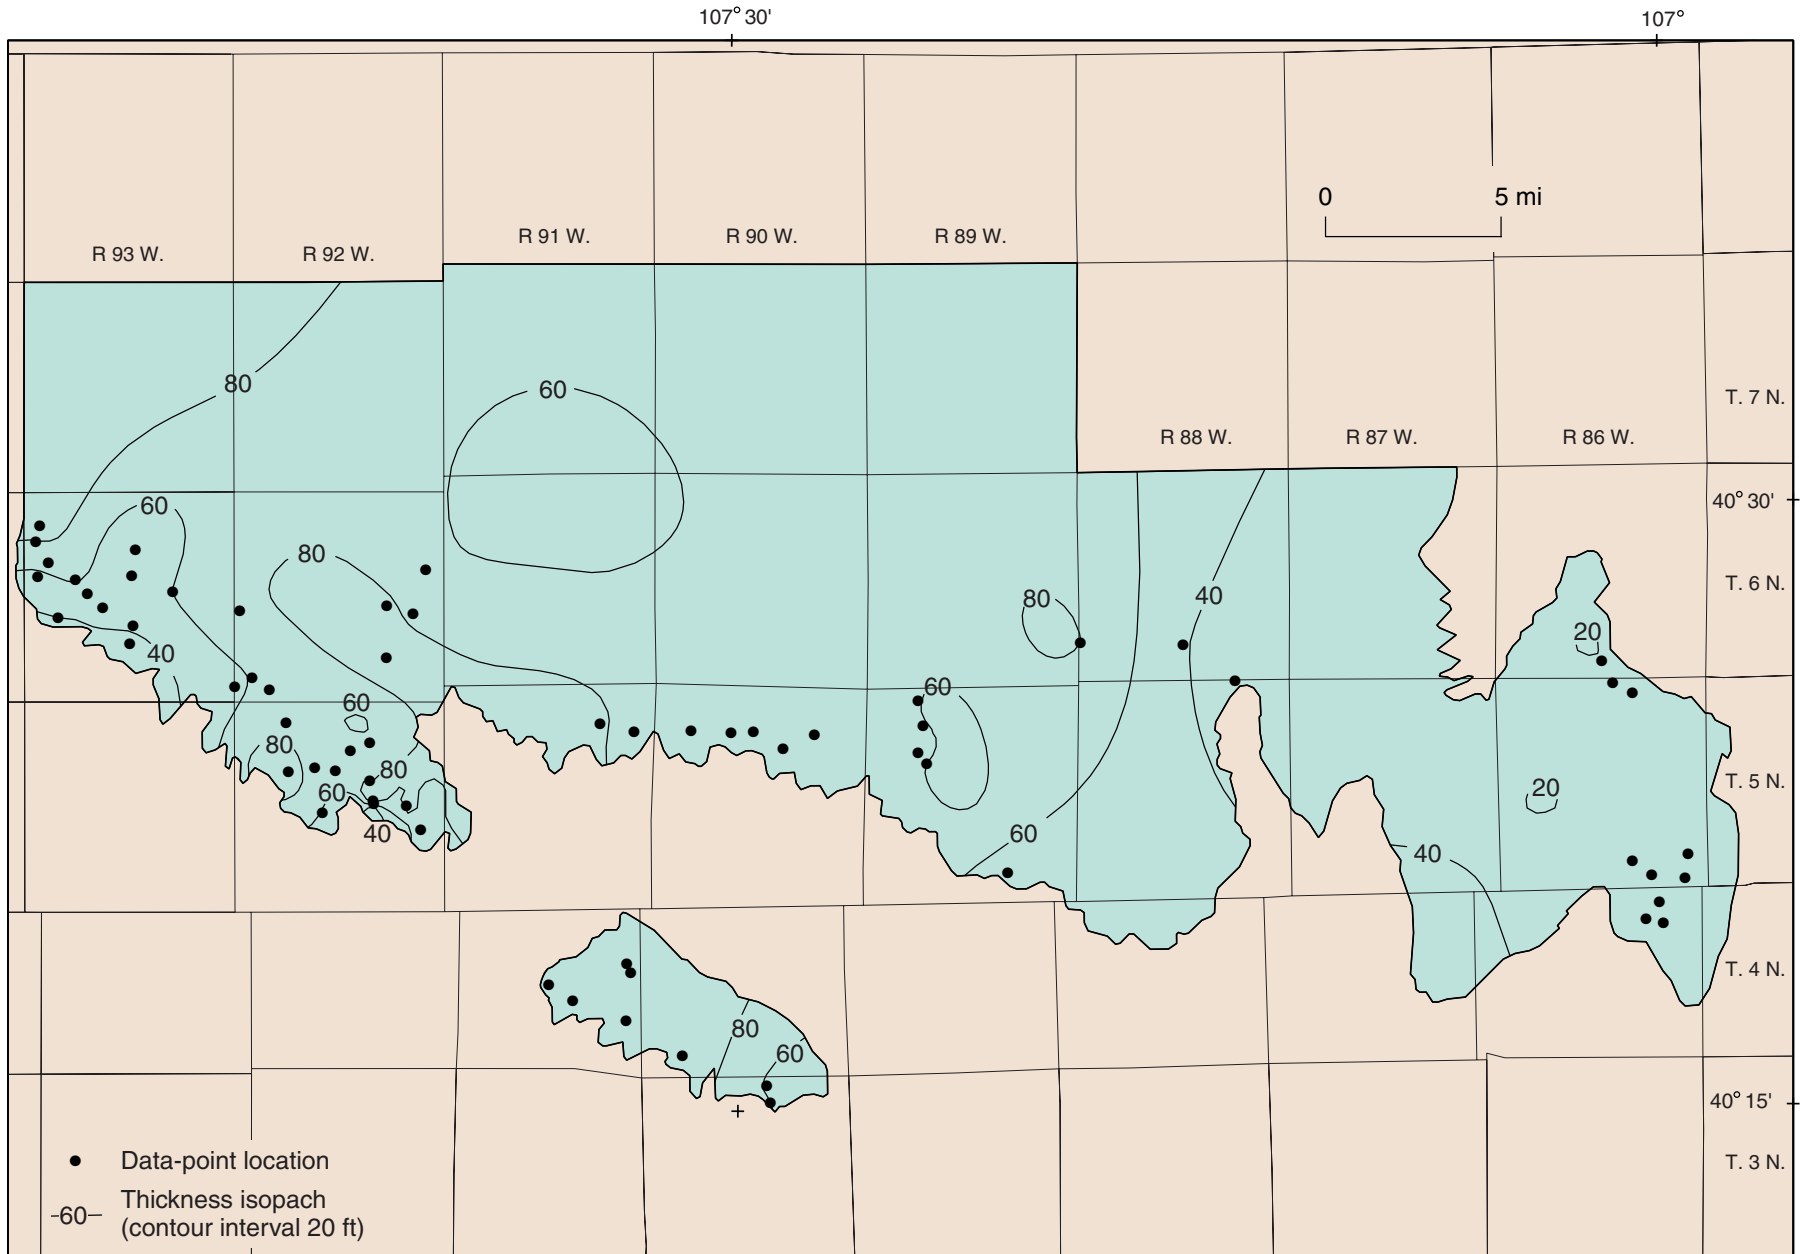 107° 30'
107°
0 5 mi
R 93 W.
R 92 W.
R 91 W.
R 90 W.
R 89 W.
80
60
T. 7 N.
R 88 W.
R 87 W.
R 86 W.
40° 30'
60
80
T. 6 N.
80
40
20
40
60
60
80
80
60
40
20
T. 5 N.
60
40
T. 4 N.
80
60
40° 15'
Data-point location
T. 3 N.
-60-
Thickness isopach
(contour interval 20 ft)